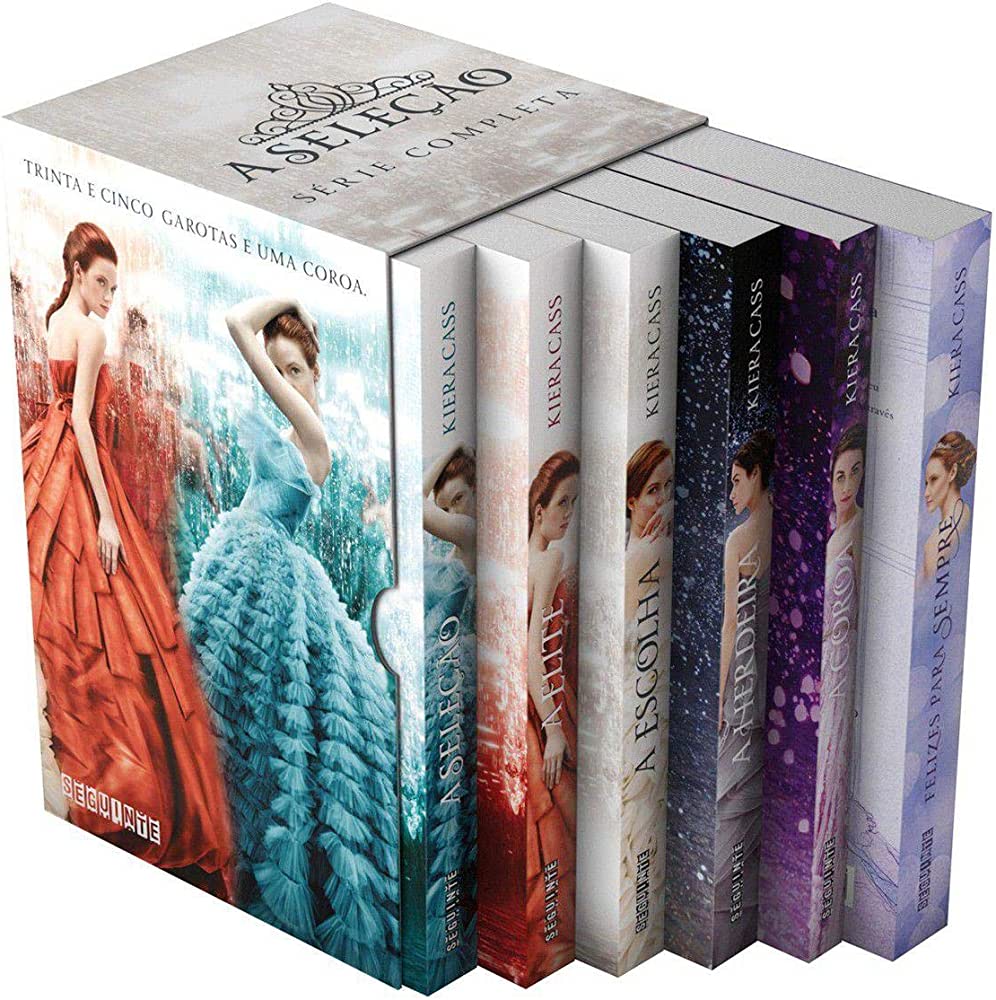 A SELEÇÃO
SÉRIE COMPLETA
TRINTA E CINCO GAROTAS E UMA COROA.
SEGUINTE
KIERA CASS
A SELEÇÃO
SEGUINTE
KIERA CASS
A ELITE
SEGUINTE
KIERA CASS
A ESCOLHA
SEGUINTE
KIERA CASS
A HERDEIRA
SEGUINTE
KIERA CASS
A COROA
SEGUINTE
KIERA CASS
FELIZES PARA SEMPRE
SEGUINTE